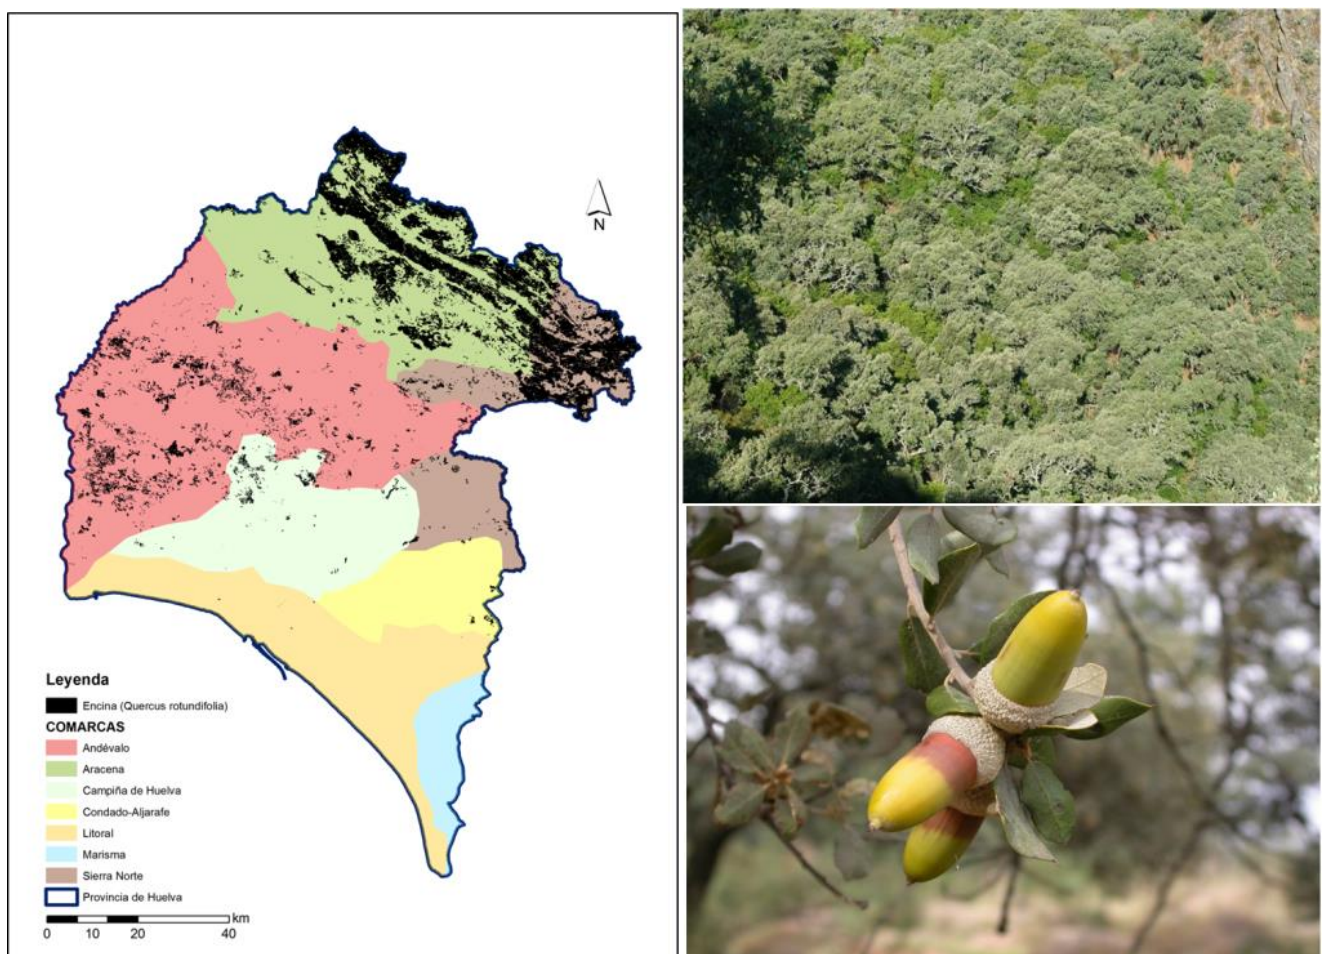 N
Leyenda
Encina (Quercus rotundifolia)
COMARCAS
Andévalo
Aracena
Campiña de Huelva
Condado-Aljarafe
Litoral
Marisma
Sierra Norte
Provincia de Huelva
km
0 10 20 40